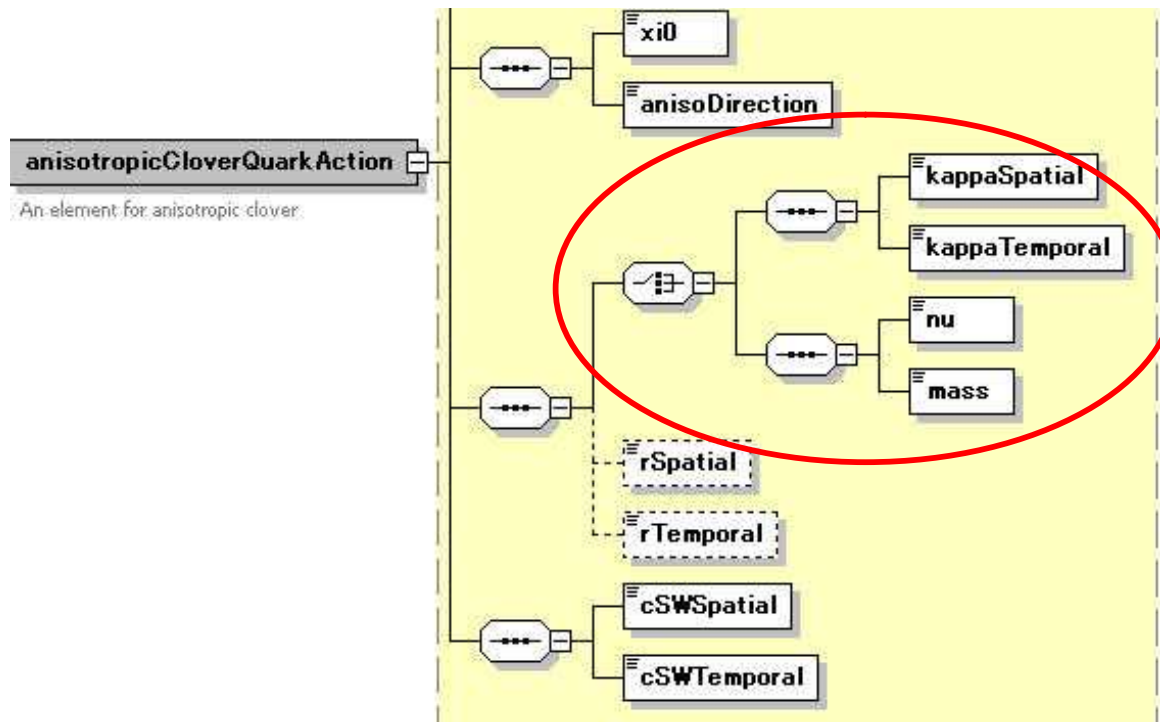 xi0
anisoDirection
anisotropicCloverQuarkAction
An element for anisotropic clover
kappaSpatial
kappaTemporal
nu
mass
rSpatial
rTemporal
cSWSpatial
cSWTemporal